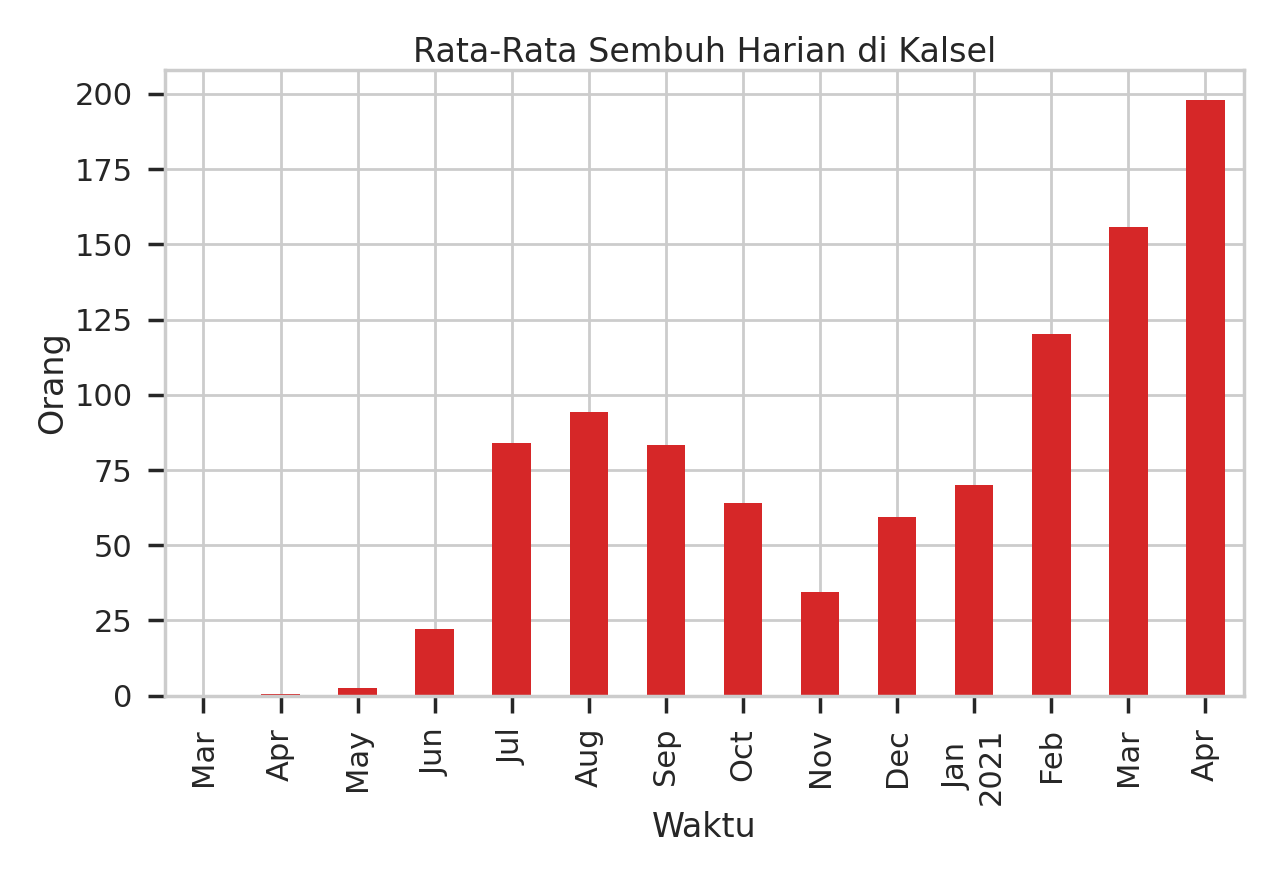 Rata-Rata Sembuh Harian di Kalsel
200
175
150
125
100
75
50
25
0
Orang
Mar
Apr
May
Jun
Jul
Aug
Sep
Oct
Nov
Dec
Jan
2021
Feb
Mar
Apr
Waktu